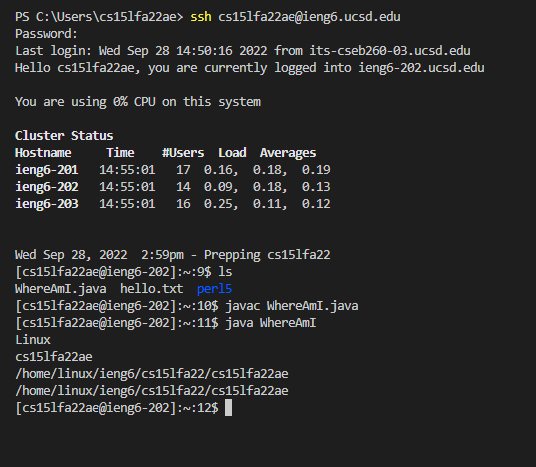 PS C:\Users\cs15lfa22ae> ssh cs15lfa22ae@ieng6.ucsd.edu
Password:
Last login: Wed Sep 28 14:50:16 2022 from its-cseb260-03.ucsd.edu
Hello cs15lfa22ae, you are currently logged into ieng6-202.ucsd.edu
You are using 0% CPU on this system
Cluster Status
Hostname Time #Users Load Averages
ieng6-201 14:55:01 17 0.16, 0.18, 0.19
ieng6-202 14:55:01 14 0.09, 0.18, 0.13
ieng6-203 14:55:01 16 0.25, 0.11, 0.12
Wed Sep 28, 2022 2:59pm - Prepping cs15lfa22
[cs15lfa22ae@ieng6-202]:~:9$ ls
WhereAmI.java hello.txt perl5
[cs15lfa22ae@ieng6-202]:~:10$ javac WhereAmI.java
[cs15lfa22ae@ieng6-202]:~:11$ java WhereAmI
Linux
cs15lfa22ae
/home/linux/ieng6/cs15lfa22/cs15lfa22ae
/home/linux/ieng6/cs15lfa22/cs15lfa22ae
[cs15lfa22ae@ieng6-202]:~:12$